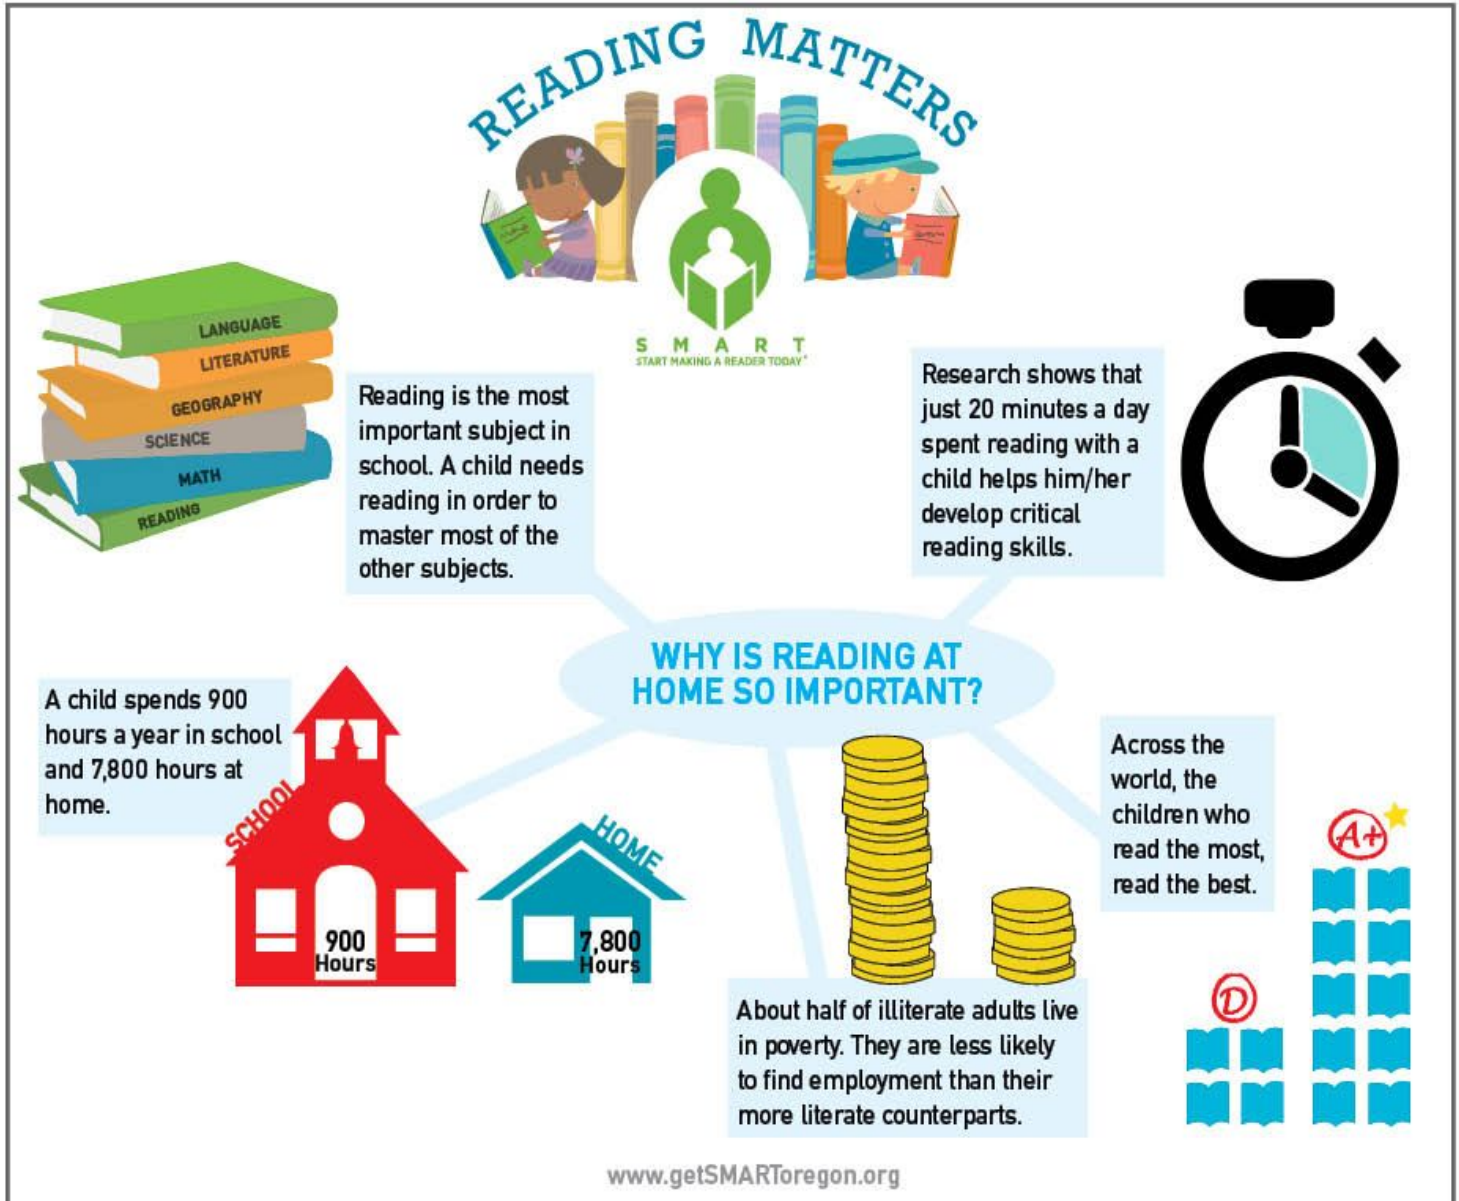 READING MATTERS
S M A R T
START MAKING A READER TODAY
LANGUAGE
LITERATURE
GEOGRAPHY
SCIENCE
MATH
READING
Reading is the most
important subject in
school. A child needs
reading in order to
master most of the
other subjects.
Research shows that
just 20 minutes a day
spent reading with a
child helps him/her
develop critical
reading skills.
WHY IS READING AT
HOME SO IMPORTANT?
A child spends 900
hours a year in school
and 7,800 hours at
home.
SCHOOL
900
Hours
HOME
7,800
Hours
About half of illiterate adults live
in poverty. They are less likely
to find employment than their
more literate counterparts.
Across the
world, the
children who
read the most,
read the best.
D
A+
www.getSMARToregon.org